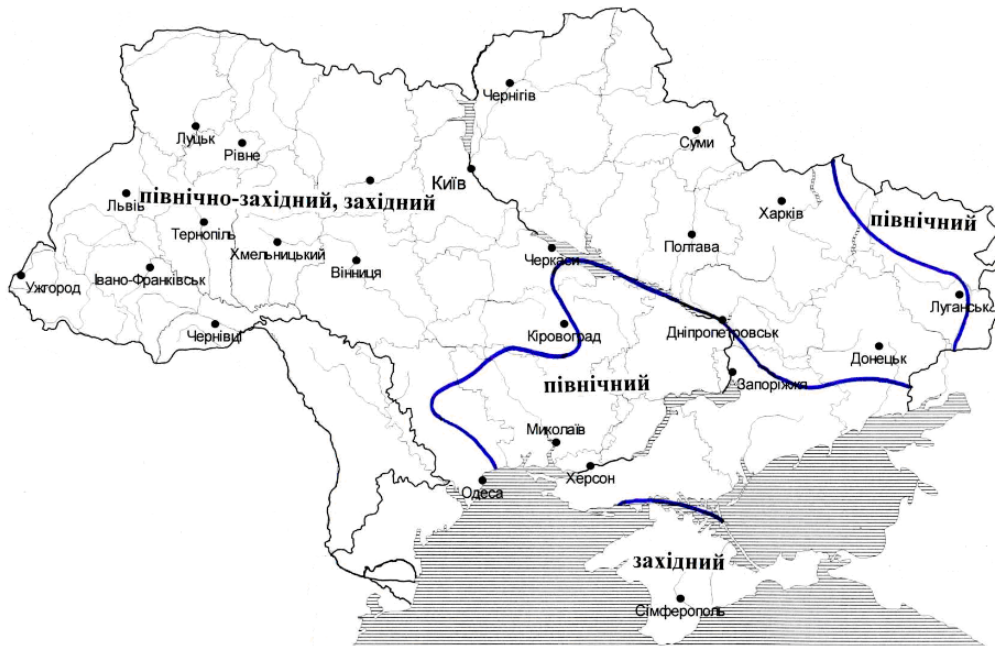 Чернігів
Луцьк
Рівне
Суми
Київ
північно-західний, західний
Львів
Харків
північний
Тернопіль
Хмельницький
Полтава
Черкаси
Вінниця
Івано-Франківськ
Ужгород
Луганськ
Чернівці
Кіровоград
Дніпропетровськ
Донецьк
північний
Запоріжжя
Миколаїв
Херсон
Одеса
західний
Сімферополь